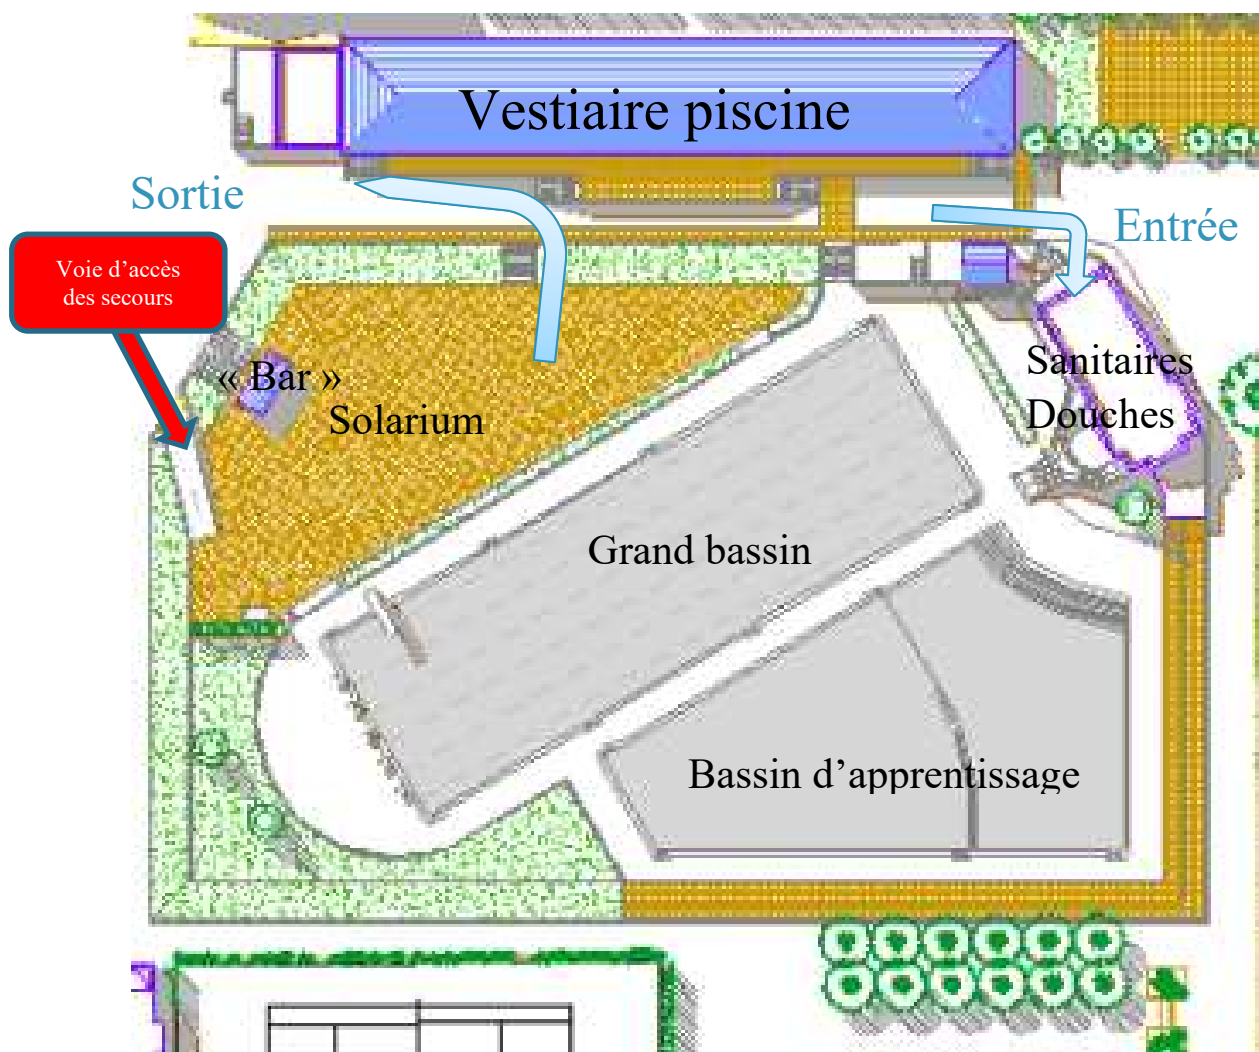 Vestiaire piscine
Sortie
Entrée
Voie d’accès
des secours
« Bar »
Solarium
Sanitaires
Douches
Grand bassin
Bassin d’apprentissage